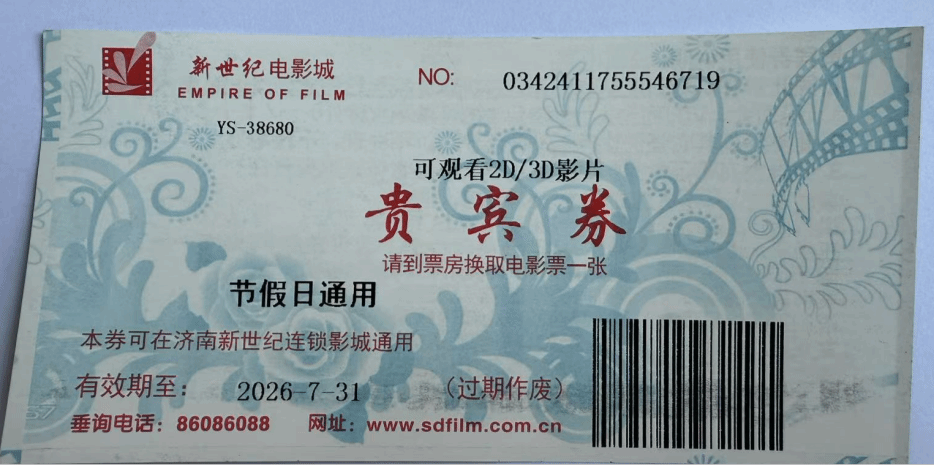 新世纪电影城
EMPIRE OF FILM
NO: 0342411755546719
YS-38680
可观看2D/3D影片
贵宾券
请到票房换取电影票一张
节假日通用
本券可在济南新世纪连锁影城通用
有效期至: 2026-7-31 (过期作废)
垂询电话: 86086088 网址: www.sdfilm.com.cn